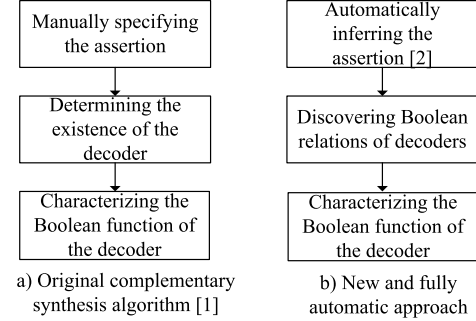 Manually specifying
the assertion
Determining the
existence of the
decoder
Characterizing the
Boolean function of
the decoder
a) Original complementary
synthesis algorithm [1]
Automatically
inferring the
assertion [2]
Discovering Boolean
relations of decoders
Characterizing the
Boolean function of
the decoder
b) New and fully
automatic approach